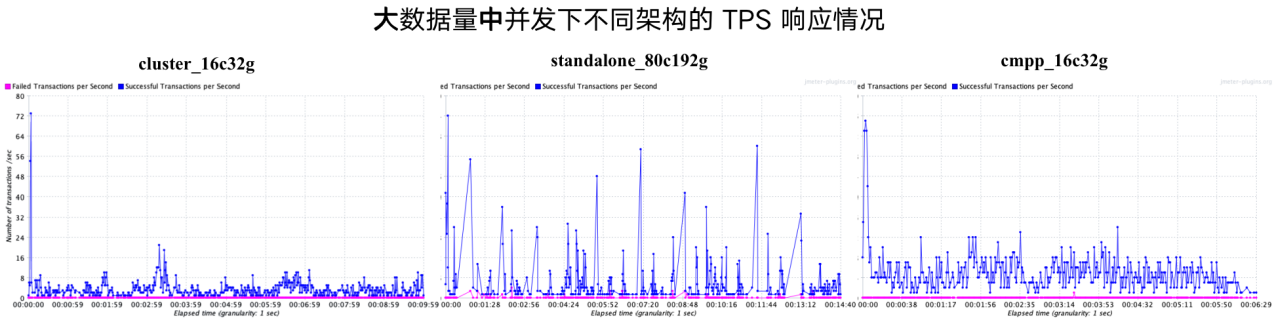 大数据量中并发下不同架构的 TPS 响应情况
cluster_16c32g
standalone_80c192g
cmpp_16c32g
jmeter-plugins.org
jmeter-plugins.org
Failed Transactions per Second Successful Transactions per Second
ed Transactions per Second Successful Transactions per Second
ed Transactions per Second Successful Transactions per Second
80
72
64
56
48
40
32
24
16
8
0
Number of transactions /sec
00:00:00 00:00:59 00:01:59 00:02:59 00:03:59 00:04:59 00:05:59 00:06:59 00:07:59 00:08:59 00:09:59
00:00 00:01:28 00:02:56 00:04:24 00:05:52 00:07:20 00:08:48 00:10:16 00:11:44 00:13:12 00:14:40
00:00 00:00:38 00:01:17 00:01:56 00:02:35 00:03:14 00:03:53 00:04:32 00:05:11 00:05:50 00:06:29
Elapsed time (granularity: 1 sec)
Elapsed time (granularity: 1 sec)
Elapsed time (granularity: 1 sec)